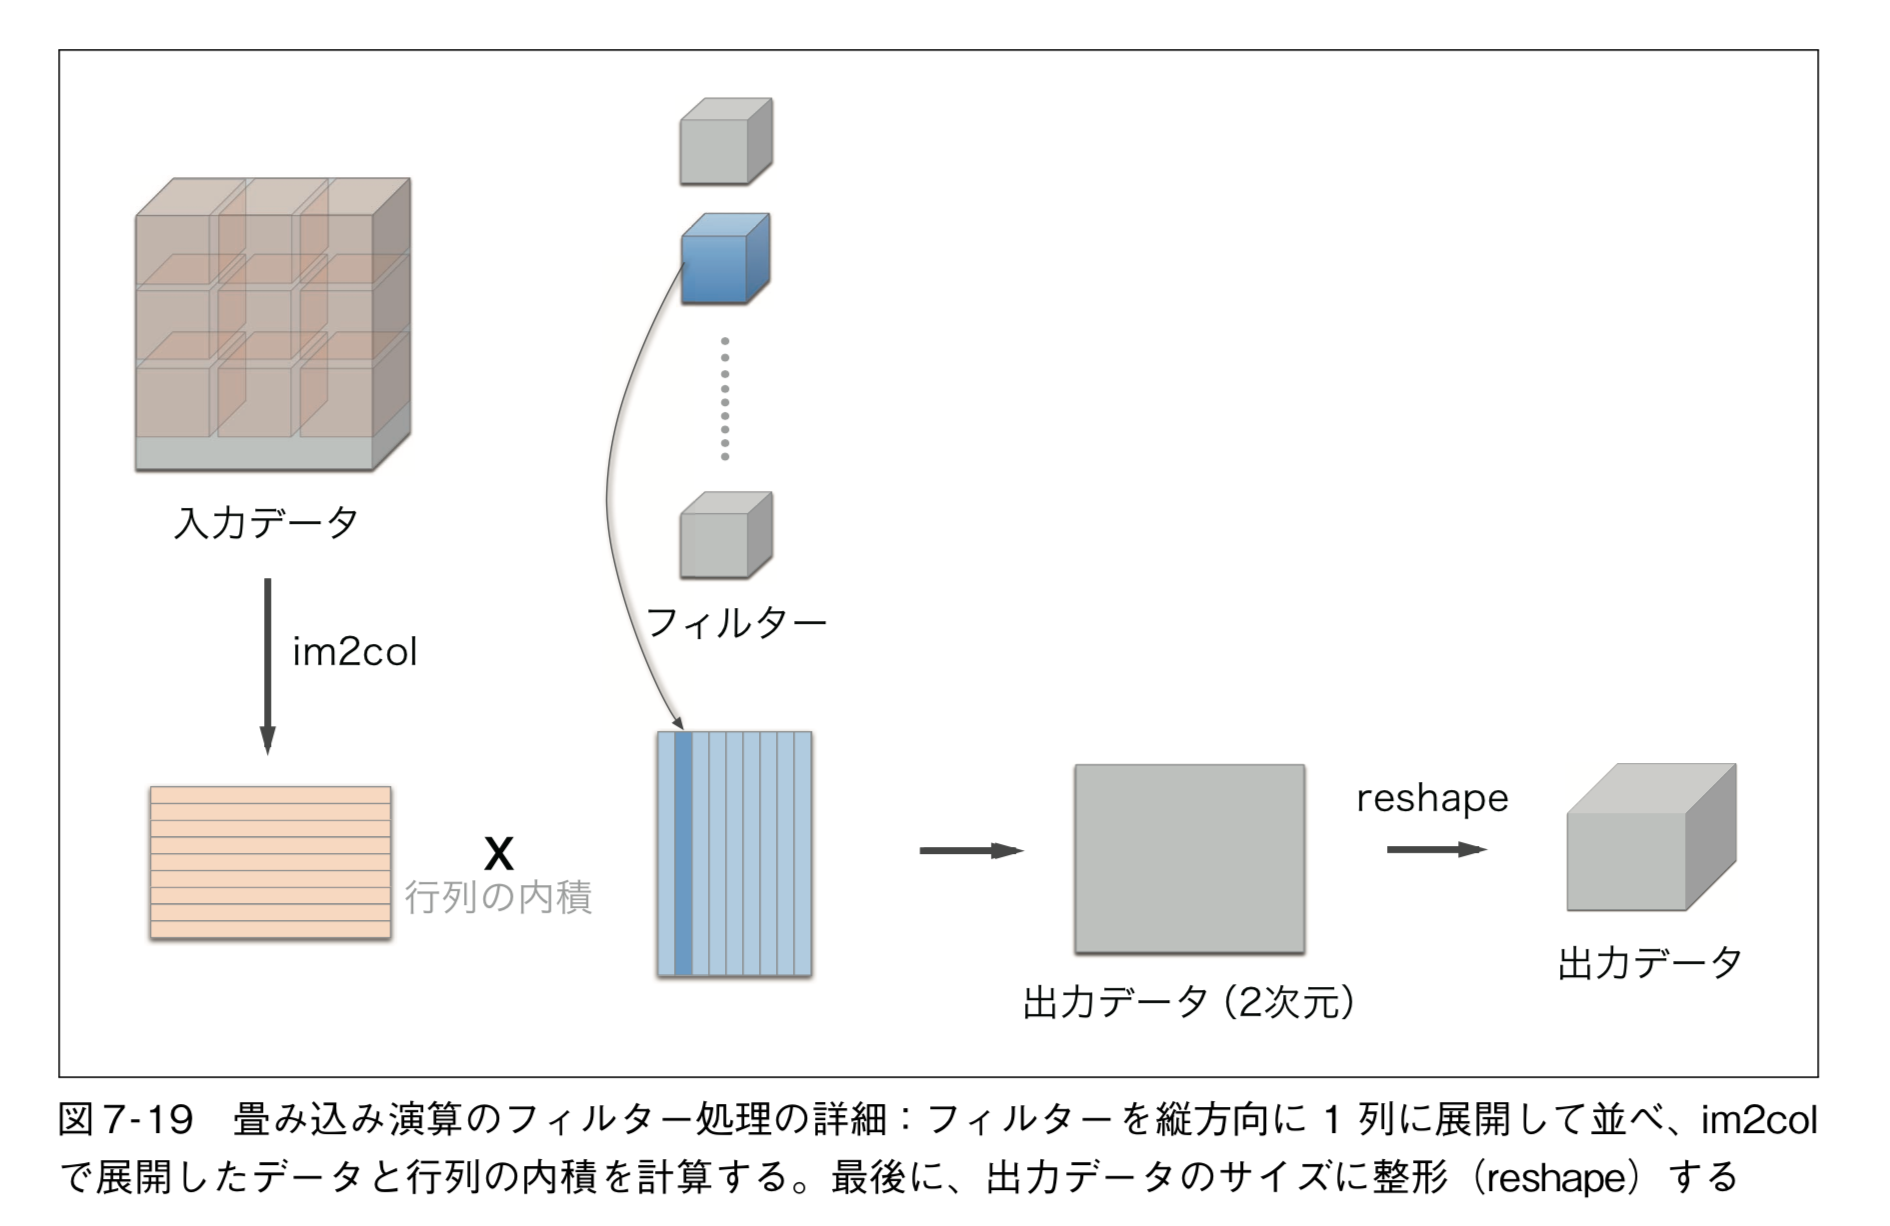 入力データ
フィルター
im2col
X
行列の内積
reshape
出力データ（2次元）
出力データ
図7-19　畳み込み演算のフィルター処理の詳細：フィルターを縦方向に 1 列に展開して並べ、im2col
で展開したデータと行列の内積を計算する。最後に、出力データのサイズに整形（reshape）する